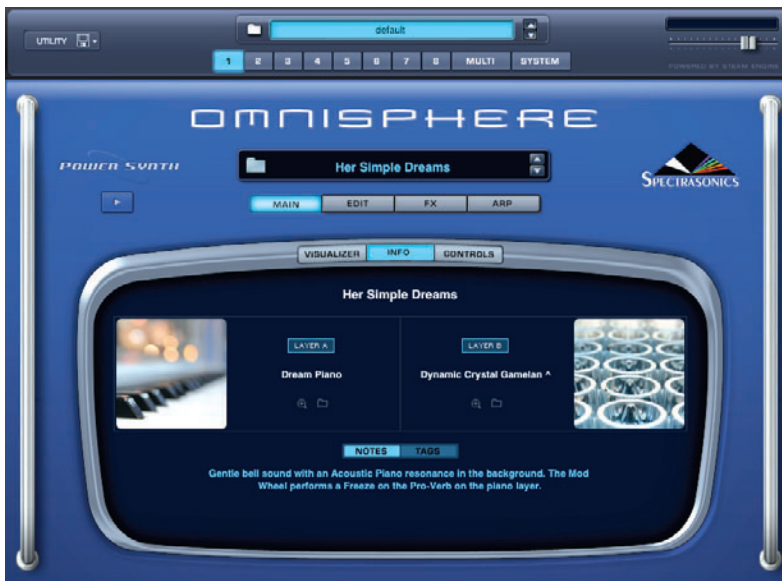 default
UTILITY
1 2 3 4 5 6 7 8 MULTI SYSTEM
POWERED BY STEAM ENGINE
OMNISPHERE
POWER SYNTH
Her Simple Dreams
SPECTRASONICS
MAIN EDIT FX ARP
VISUALIZER INFO CONTROLS
Her Simple Dreams
LAYER A LAYER B
Dream Piano Dynamic Crystal Gamelan ^
NOTES TAGS
Gentle bell sound with an Acoustic Piano resonance in the background. The Mod
Wheel performs a Freeze on the Pro-Verb on the piano layer.